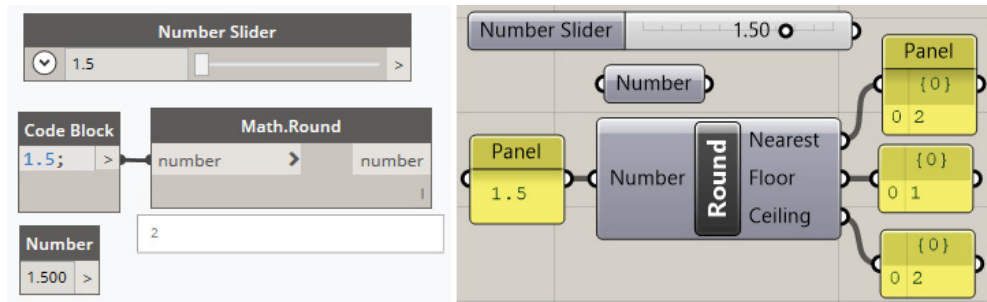 Number Slider
1.5 >
Code Block
1.5; >
Math.Round
number > number
l
2
Number
1.500 >
Number Slider 1.50
Number
Panel
1.5
Number Round Nearest
Floor
Ceiling
Panel
{0}
0 2
{0}
0 1
{0}
0 2